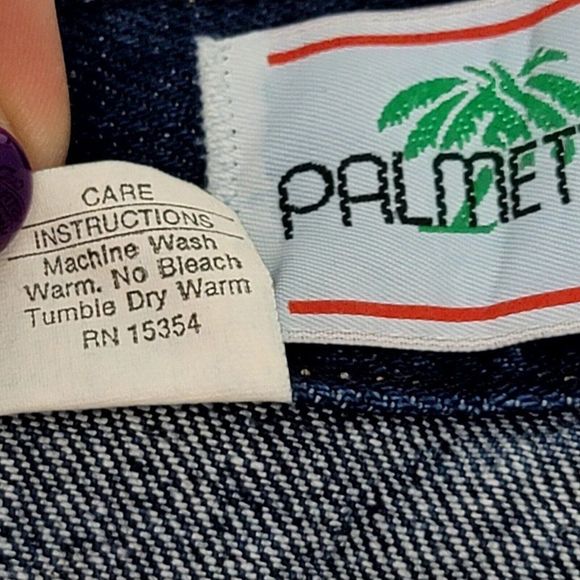 CARE
INSTRUCTIONS
Machine Wash
Warm. No Bleach
Tumble Dry Warm
RN 15354
PALMET